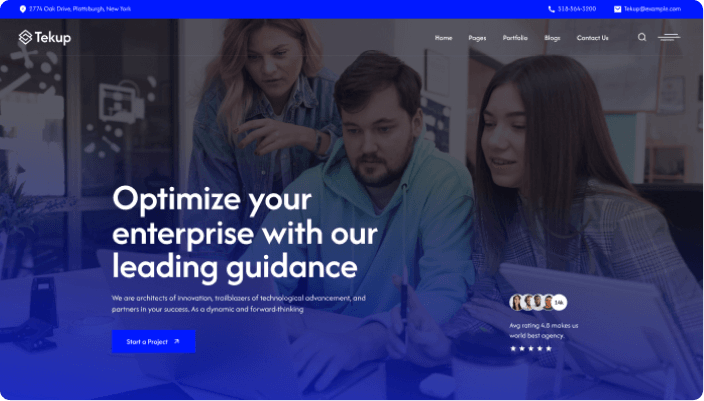 2774 Oak Drive, Plattsburgh, New York
518-564-3200
Tekup@example.com
Tekup
Home
Pages
Portfolio
Blogs
Contact Us
Optimize your
enterprise with our
leading guidance
We are architects of innovation, trailblazers of technological advancement, and
partners in your success. As a dynamic and forward-thinking
Start a Project
Avg rating 4.8 makes us
world best agency.